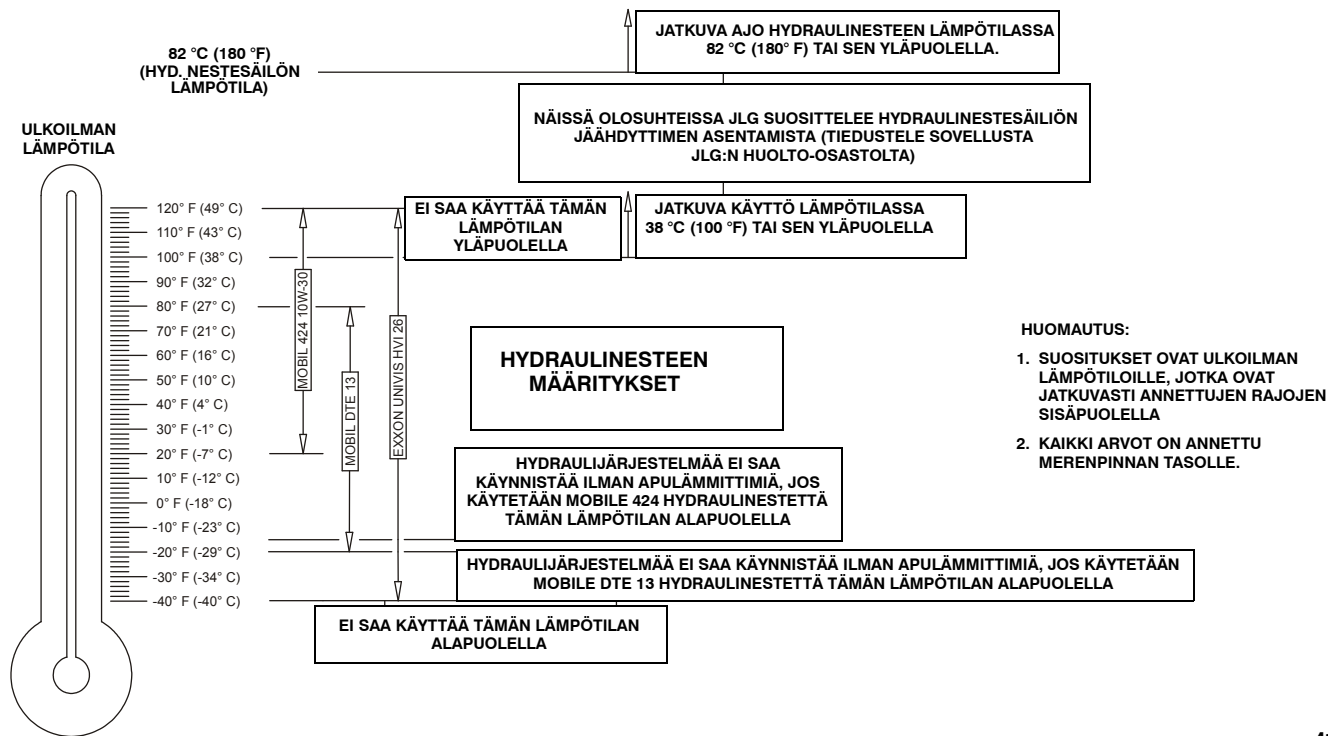 82 °C (180 °F)
(HYD. NESTESÄILÖN
LÄMPÖTILA)
JATKUVA AJO HYDRAULINESTEEN LÄMPÖTILASSA
82 °C (180° F) TAI SEN YLÄPUOLELLA.
NÄISSÄ OLOSUHTEISSA JLG SUOSITTELEE HYDRAULINESTESÄILIÖN
JÄÄHDYTTIMEN ASENTAMISTA (TIEDUSTELE SOVELLUSTA
JLG:N HUOLTO-OSASTOLTA)
ULKOILMAN
LÄMPÖTILA
120° F (49° C)
110° F (43° C)
100° F (38° C)
90° F (32° C)
80° F (27° C)
70° F (21° C)
60° F (16° C)
50° F (10° C)
40° F (4° C)
30° F (-1° C)
20° F (-7° C)
10° F (-12° C)
0° F (-18° C)
-10° F (-23° C)
-20° F (-29° C)
-30° F (-34° C)
-40° F (-40° C)
MOBIL 424 10W-30
MOBIL DTE 13
EXXON UNIVIS HVI 26
EI SAA KÄYTTÄÄ TÄMÄN
LÄMPÖTILAN
YLÄPUOLELLA
JATKUVA KÄYTTÖ LÄMPÖTILASSA
38 °C (100 °F) TAI SEN YLÄPUOLELLA
HYDRAULINESTEEN
MÄÄRITYKSET
HYDRAULIJÄRJESTELMÄÄ EI SAA
KÄYNNISTÄÄ ILMAN APULÄMMITTIMIÄ, JOS
KÄYTETÄÄN MOBILE 424 HYDRAULINESTETTÄ
TÄMÄN LÄMPÖTILAN ALAPUOLELLA
HYDRAULIJÄRJESTELMÄÄ EI SAA KÄYNNISTÄÄ ILMAN APULÄMMITTIMIÄ, JOS KÄYTETÄÄN
MOBILE DTE 13 HYDRAULINESTETTÄ TÄMÄN LÄMPÖTILAN ALAPUOLELLA
EI SAA KÄYTTÄÄ TÄMÄN LÄMPÖTILAN
ALAPUOLELLA
HUOMAUTUS:
1. SUOSITUKSET OVAT ULKOILMAN
LÄMPÖTILOILLE, JOTKA OVAT
JATKUVASTI ANNETTUJEN RAJOJEN
SISÄPUOLELLA
2. KAIKKI ARVOT ON ANNETTU
MERENPINNAN TASOLLE.